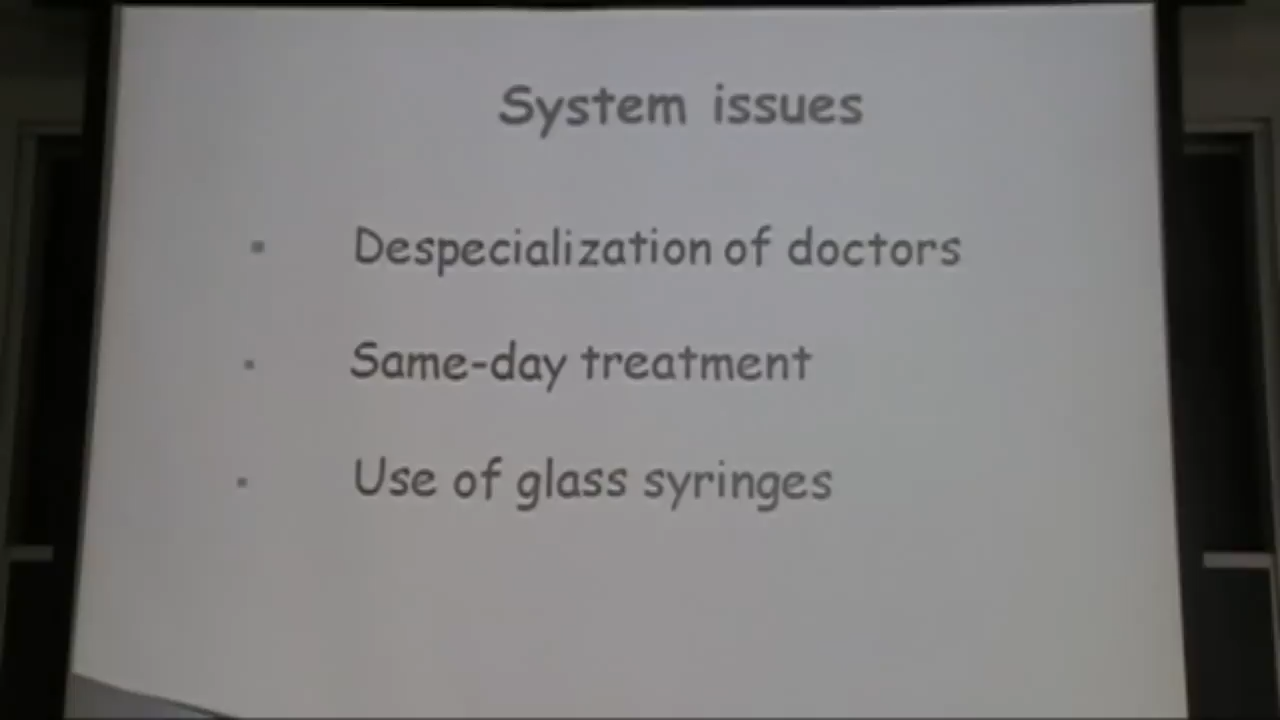 System issues
▪ Despecialization of doctors
▪ Same-day treatment
▪ Use of glass syringes